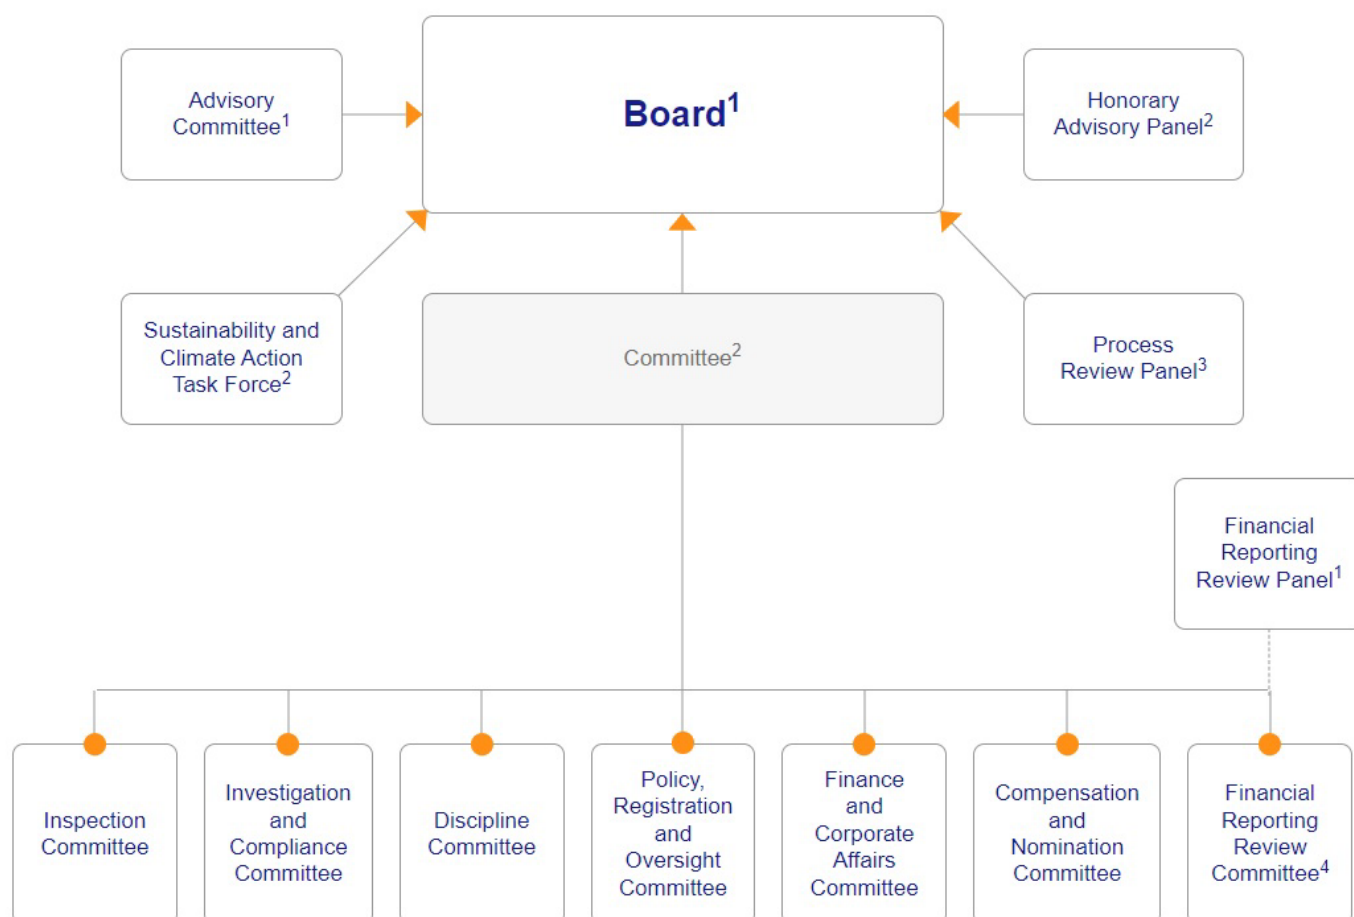 Advisory
Committee¹
Board¹
Honorary
Advisory Panel²
Sustainability and
Climate Action
Task Force²
Committee²
Process
Review Panel³
Financial
Reporting
Review Panel¹
Inspection
Committee
Investigation
and
Compliance
Committee
Discipline
Committee
Policy,
Registration
and
Oversight
Committee
Finance
and
Corporate
Affairs
Committee
Compensation
and
Nomination
Committee
Financial
Reporting
Review
Committee⁴